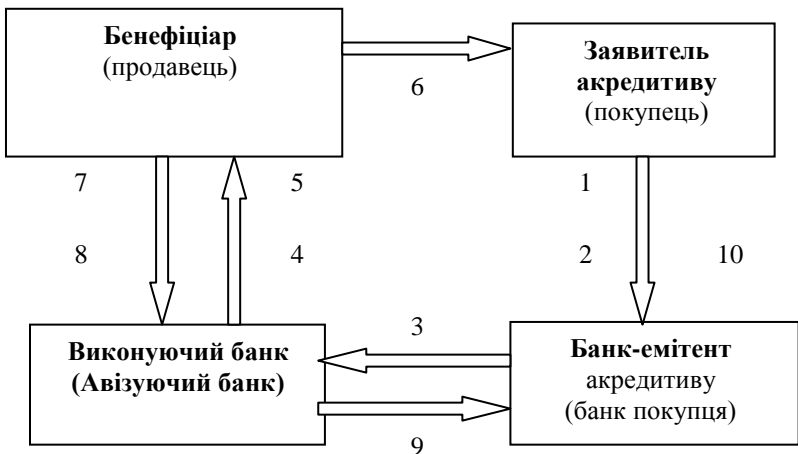 Бенефіціар
(продавець)
6
Заявитель
акредитиву
(покупець)
7
5
1
8
4
2
10
3
Виконуючий банк
(Авізуючий банк)
Банк-емітент
акредитиву
(банк покупця)
9